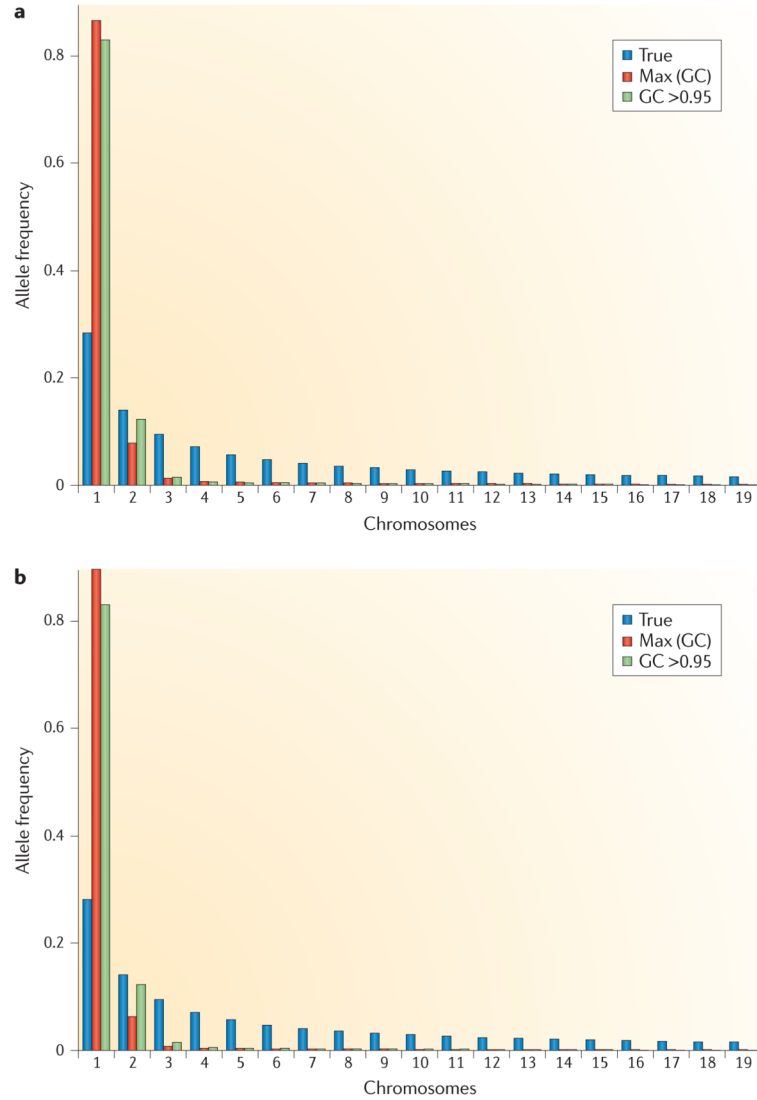 a
0.8
0.6
0.4
0.2
0
Allele frequency
True
Max (GC)
GC >0.95
1 2 3 4 5 6 7 8 9 10 11 12 13 14 15 16 17 18 19
Chromosomes
b
0.8
0.6
0.4
0.2
0
Allele frequency
True
Max (GC)
GC >0.95
1 2 3 4 5 6 7 8 9 10 11 12 13 14 15 16 17 18 19
Chromosomes